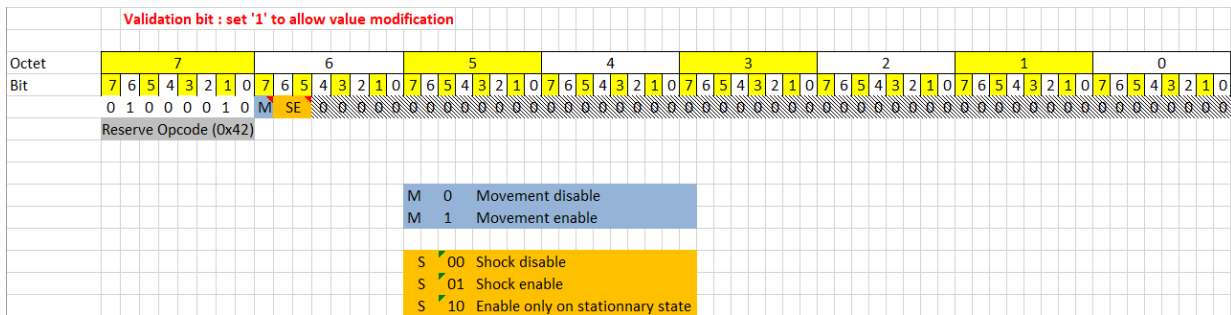 Validation bit : set '1' to allow value modification
Octet 7 6 5 4 3 2 1 0
Bit 7 6 5 4 3 2 1 0 7 6 5 4 3 2 1 0 7 6 5 4 3 2 1 0 7 6 5 4 3 2 1 0 7 6 5 4 3 2 1 0 7 6 5 4 3 2 1 0 7 6 5 4 3 2 1 0 7 6 5 4 3 2 1 0
0 1 0 0 0 0 1 0 M SE 0 0 0 0 0 0 0 0 0 0 0 0 0 0 0 0 0 0 0 0 0 0 0 0 0 0 0 0 0 0 0 0 0 0 0 0 0 0 0 0 0 0 0 0 0 0 0 0 0 0 0 0 0
Reserve Opcode (0x42)
M 0 Movement disable
M 1 Movement enable
S 00 Shock disable
S 01 Shock enable
S 10 Enable only on stationnary state